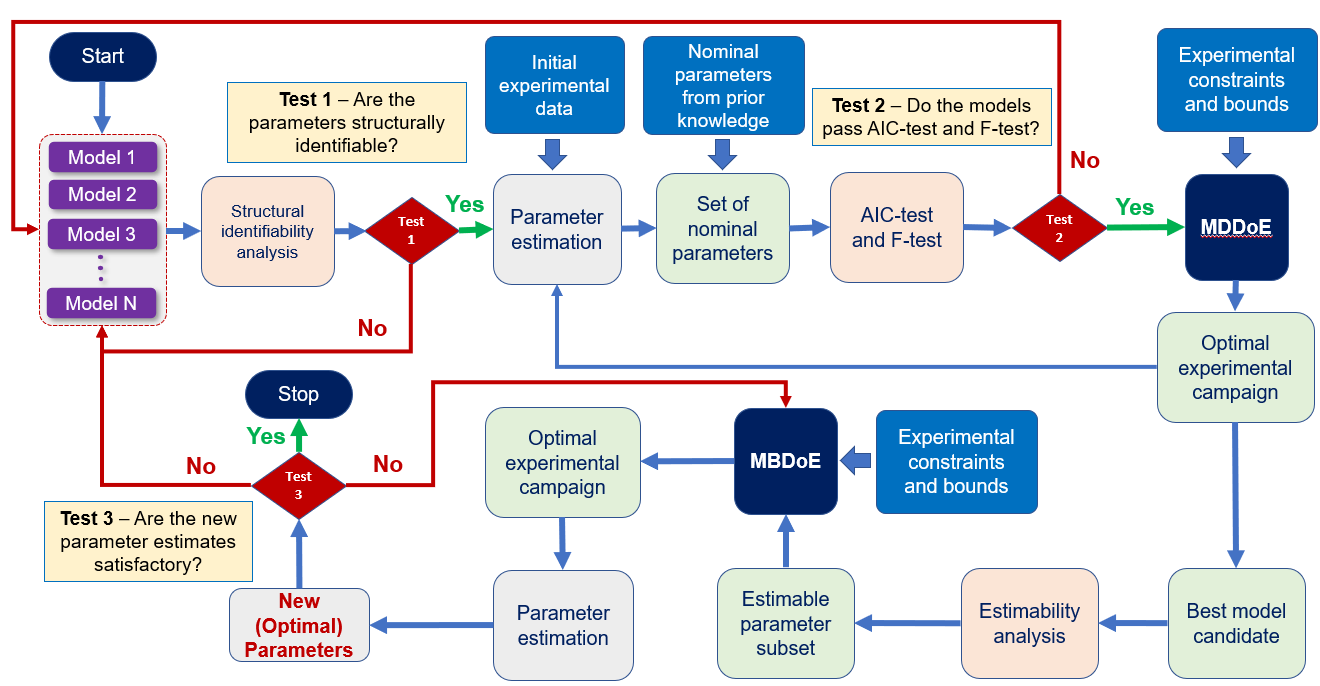 Start
Model 1
Model 2
Model 3
Model N
Test 1 – Are the
parameters structurally
identifiable?
Structural
identifiability
analysis
Test
1
Yes
No
Initial
experimental
data
Parameter
estimation
Nominal
parameters
from prior
knowledge
Set of
nominal
parameters
Test 2 – Do the models
pass AIC-test and F-test?
AIC-test
and F-test
Test
2
No
Yes
Experimental
constraints
and bounds
MDDoE
Optimal
experimental
campaign
Best model
candidate
Estimability
analysis
Estimable
parameter
subset
MBDoE
Experimental
constraints
and bounds
Optimal
experimental
campaign
Parameter
estimation
New
(Optimal)
Parameters
Test 3 – Are the new
parameter estimates
satisfactory?
Test
3
No
No
Yes
Stop